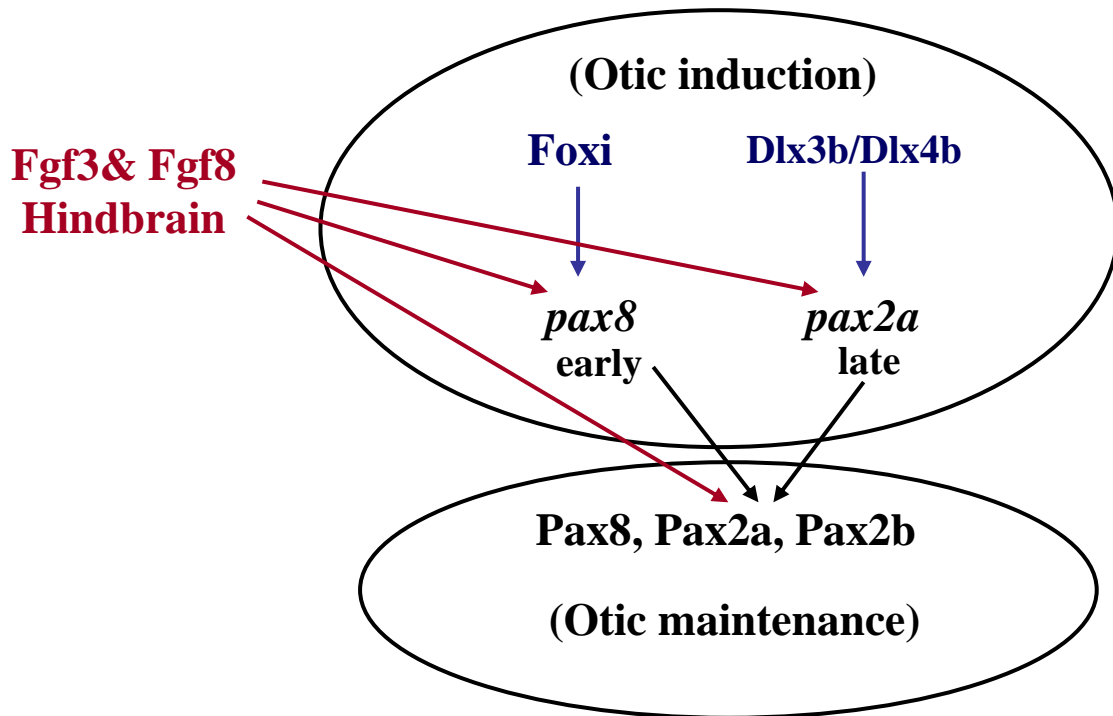 (Otic induction)
Fgf3& Fgf8
Hindbrain
Foxi
Dlx3b/Dlx4b
pax8
early
pax2a
late
Pax8, Pax2a, Pax2b
(Otic maintenance)